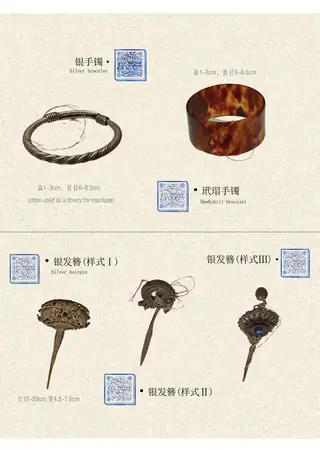 银手镯
Silver bracelet
高1-3cm，直径6-8.5cm
高1-3cm，直径6-8.5cm
(often used as a dowry for marriage)
玳瑁手镯
Hawksbill bracelet
银发簪(样式Ⅰ)
Silver hairpin
银发簪(样式Ⅲ)
银发簪(样式Ⅱ)